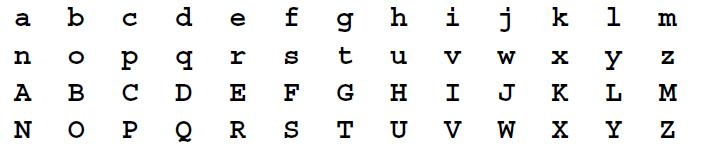 a b c d e f g h i j k l m
n o p q r s t u v w x y z
A B C D E F G H I J K L M
N O P Q R S T U V W X Y Z